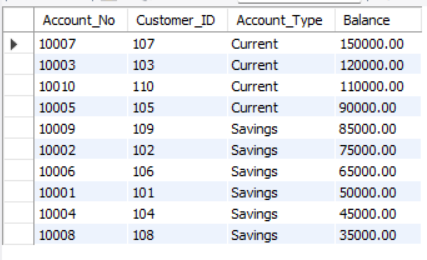 Account_No Customer_ID Account_Type Balance
10007 107 Current 150000.00
10003 103 Current 120000.00
10010 110 Current 110000.00
10005 105 Current 90000.00
10009 109 Savings 85000.00
10002 102 Savings 75000.00
10006 106 Savings 65000.00
10001 101 Savings 50000.00
10004 104 Savings 45000.00
10008 108 Savings 35000.00